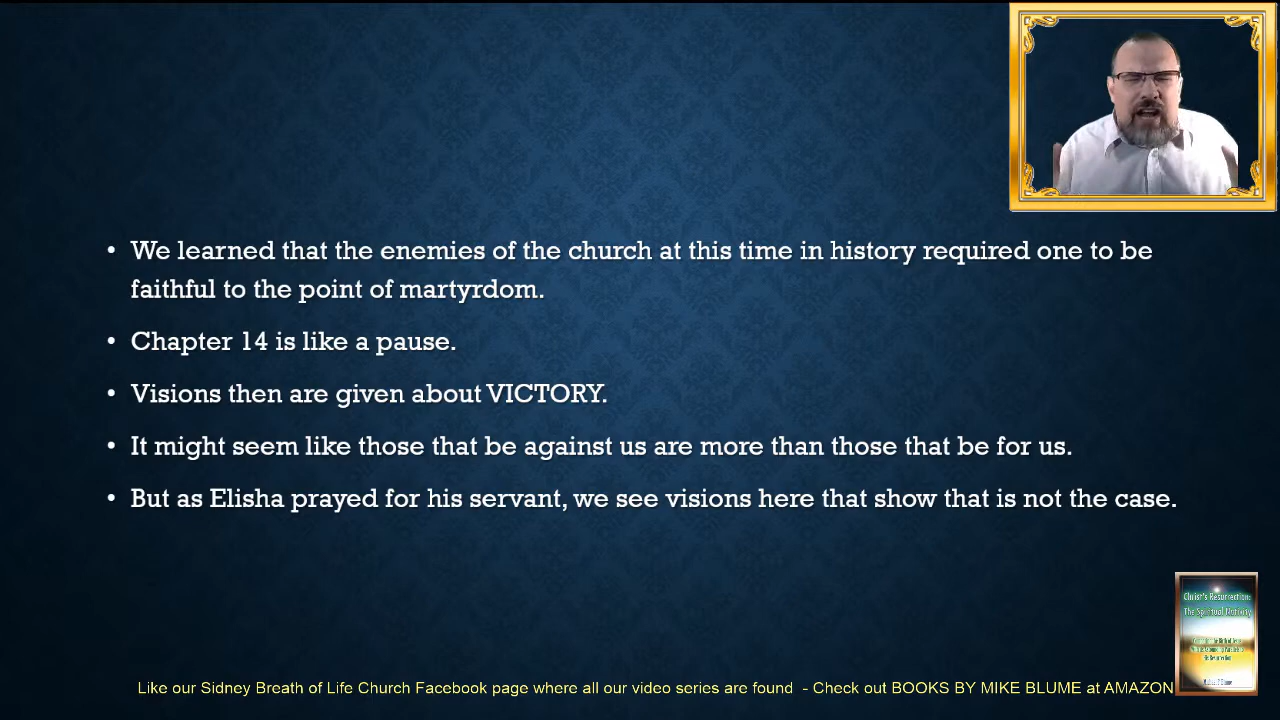 • We learned that the enemies of the church at this time in history required one to be
faithful to the point of martyrdom.
• Chapter 14 is like a pause.
• Visions then are given about VICTORY.
• It might seem like those that be against us are more than those that be for us.
• But as Elisha prayed for his servant, we see visions here that show that is not the case.
Christ's Resurrection:
The Spiritual Nativity
Like our Sidney Breath of Life Church Facebook page where all our video series are found - Check out BOOKS BY MIKE BLUME at AMAZON